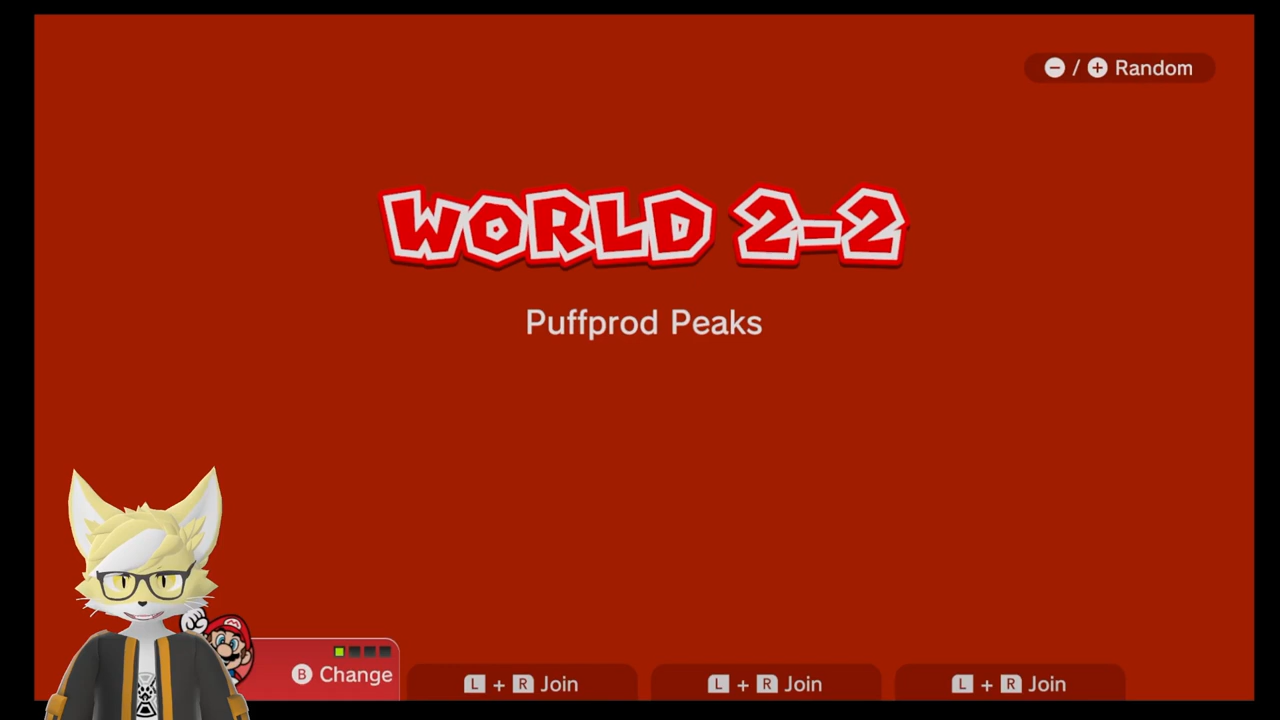 − / + Random
WORLD 2-2
Puffprod Peaks
B Change
L + R Join
L + R Join
L + R Join